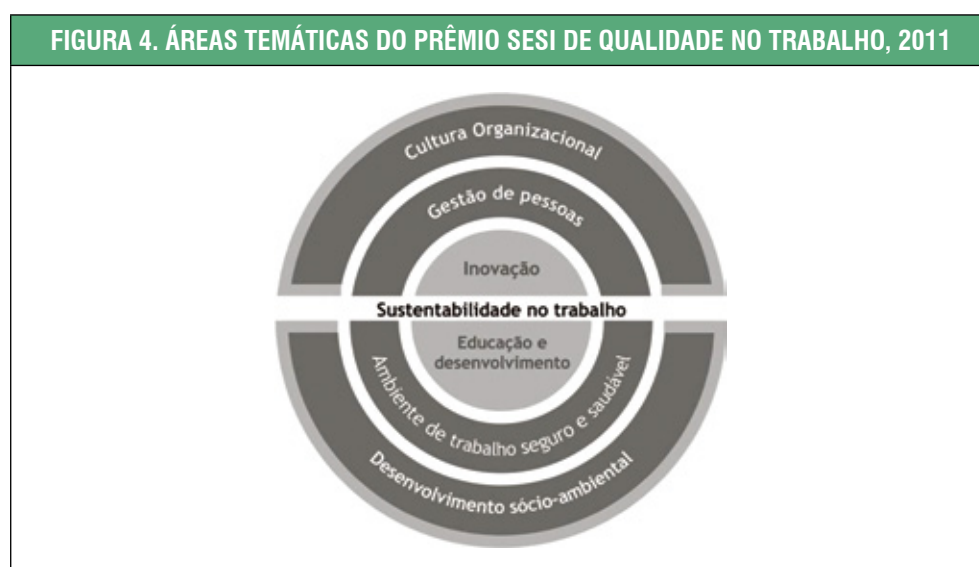 FIGURA 4. ÁREAS TEMÁTICAS DO PRÊMIO SESI DE QUALIDADE NO TRABALHO, 2011
Cultura Organizacional
Gestão de pessoas
Inovação
Sustentabilidade no trabalho
Educação e
desenvolvimento
Ambiente de trabalho seguro e saudável
Desenvolvimento sócio-ambiental